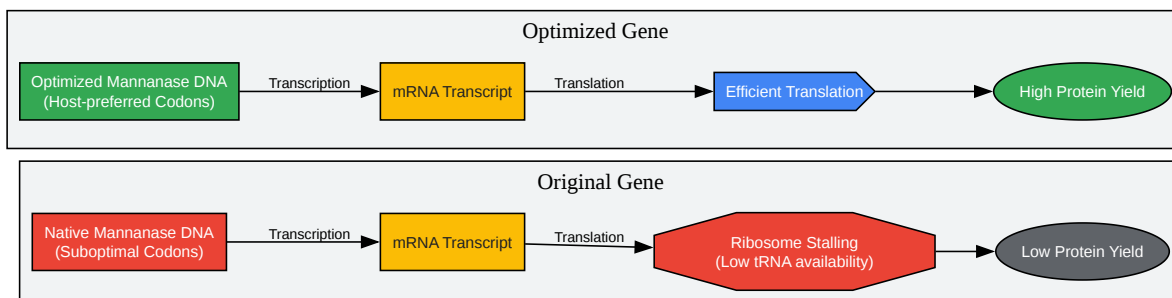 Optimized Gene
Optimized Mannanase DNA
(Host-preferred Codons)
Transcription
mRNA Transcript
Translation
Efficient Translation
High Protein Yield
Original Gene
Native Mannanase DNA
(Suboptimal Codons)
Transcription
mRNA Transcript
Translation
Ribosome Stalling
(Low tRNA availability)
Low Protein Yield